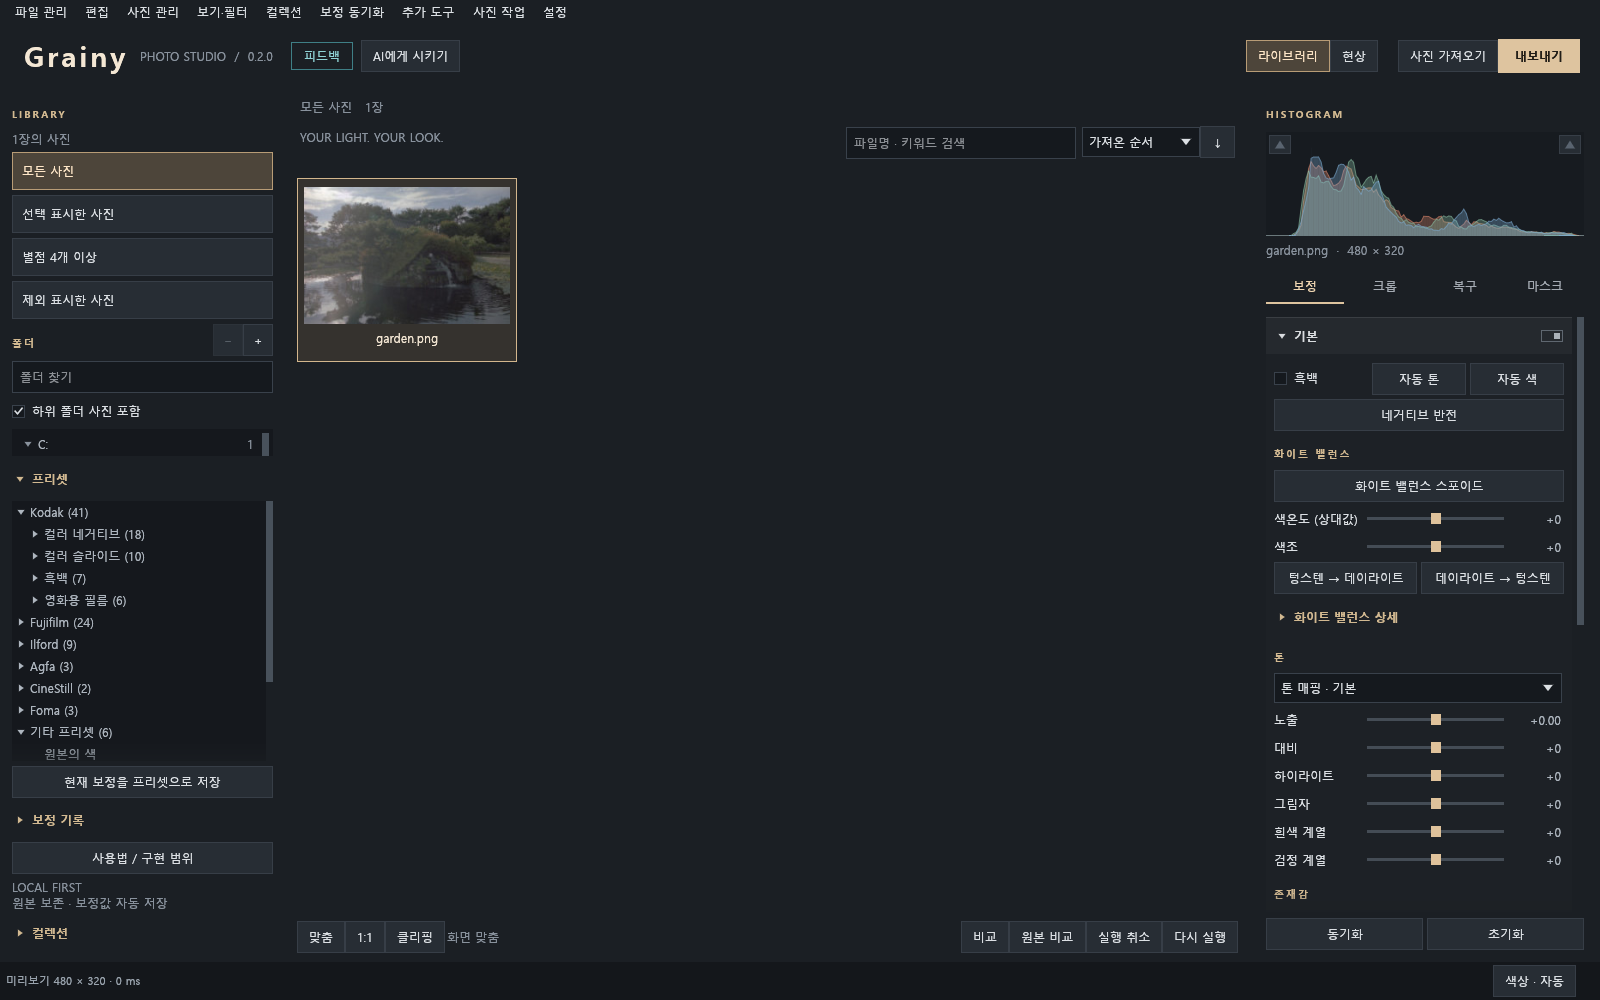 파일 관리 편집 사진 관리 보기·필터 컬렉션 보정 동기화 추가 도구 사진 작업 설정
Grainy PHOTO STUDIO / 0.2.0 피드백 AI에게 시키기 라이브러리 현상 사진 가져오기 내보내기
LIBRARY
1장의 사진
모든 사진
선택 표시한 사진
별점 4개 이상
제외 표시한 사진
폴더 − +
폴더 찾기
하위 폴더 사진 포함
C: 1
프리셋
Kodak (41)
컬러 네거티브 (18)
컬러 슬라이드 (10)
흑백 (7)
영화용 필름 (6)
Fujifilm (24)
Ilford (9)
Agfa (3)
CineStill (2)
Foma (3)
기타 프리셋 (6)
원본의 색
현재 보정을 프리셋으로 저장
보정 기록
사용법 / 구현 범위
LOCAL FIRST
원본 보존 · 보정값 자동 저장
컬렉션
모든 사진 1장
YOUR LIGHT. YOUR LOOK.
파일명 · 키워드 검색 가져온 순서 ↓
garden.png
맞춤 1:1 클리핑 화면 맞춤 비교 원본 비교 실행 취소 다시 실행
HISTOGRAM
garden.png · 480 × 320
보정 크롭 복구 마스크
기본
흑백 자동 톤 자동 색
네거티브 반전
화이트 밸런스
화이트 밸런스 스포이드
색온도 (상대값) +0
색조 +0
텅스텐 → 데이라이트 데이라이트 → 텅스텐
화이트 밸런스 상세
톤
톤 매핑 · 기본
노출 +0.00
대비 +0
하이라이트 +0
그림자 +0
흰색 계열 +0
검정 계열 +0
존재감
동기화 초기화
미리보기 480 × 320 · 0 ms 색상 · 자동